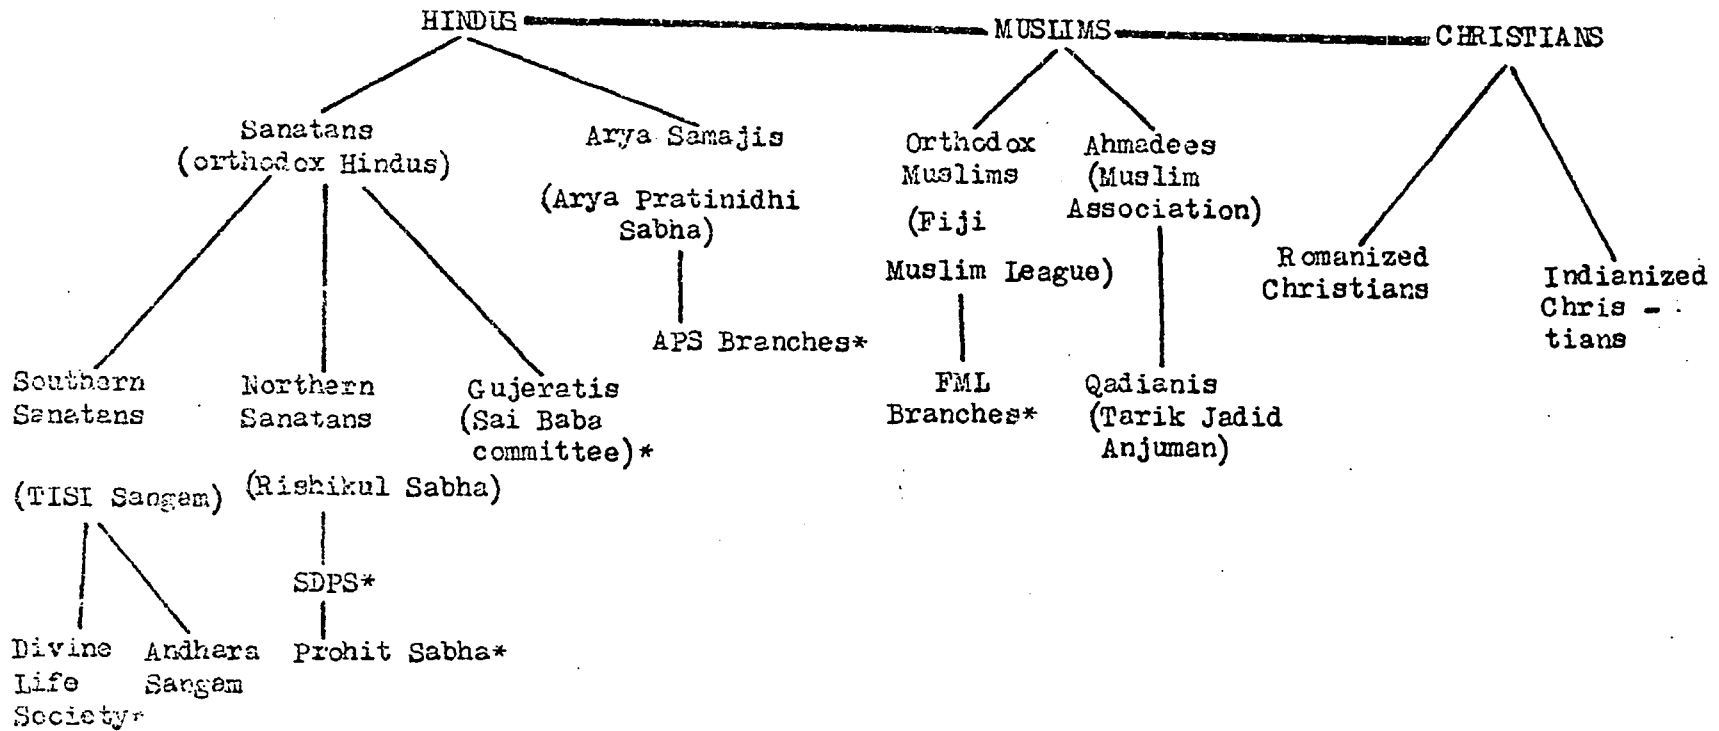 HINDUS
MUSLIMS
CHRISTIANS
Sanatans
(orthodox Hindus)
Arya Samajis
(Arya Pratinidhi
Sabha)
APS Branches*
Orthodox
Muslims
(Fiji
Muslim League)
FML
Branches*
Ahmadees
(Muslim
Association)
Qadianis
(Tarik Jadid
Anjuman)
Romanized
Christians
Indianized
Chris -
tians
Southern
Sanatans
(TISI Sangam)
Divine
Life
Society*
Andhara
Sangam
Northern
Sanatans
(Rishikul Sabha)
SDPS*
Prohit Sabha*
Gujeratis
(Sai Baba
committee)*